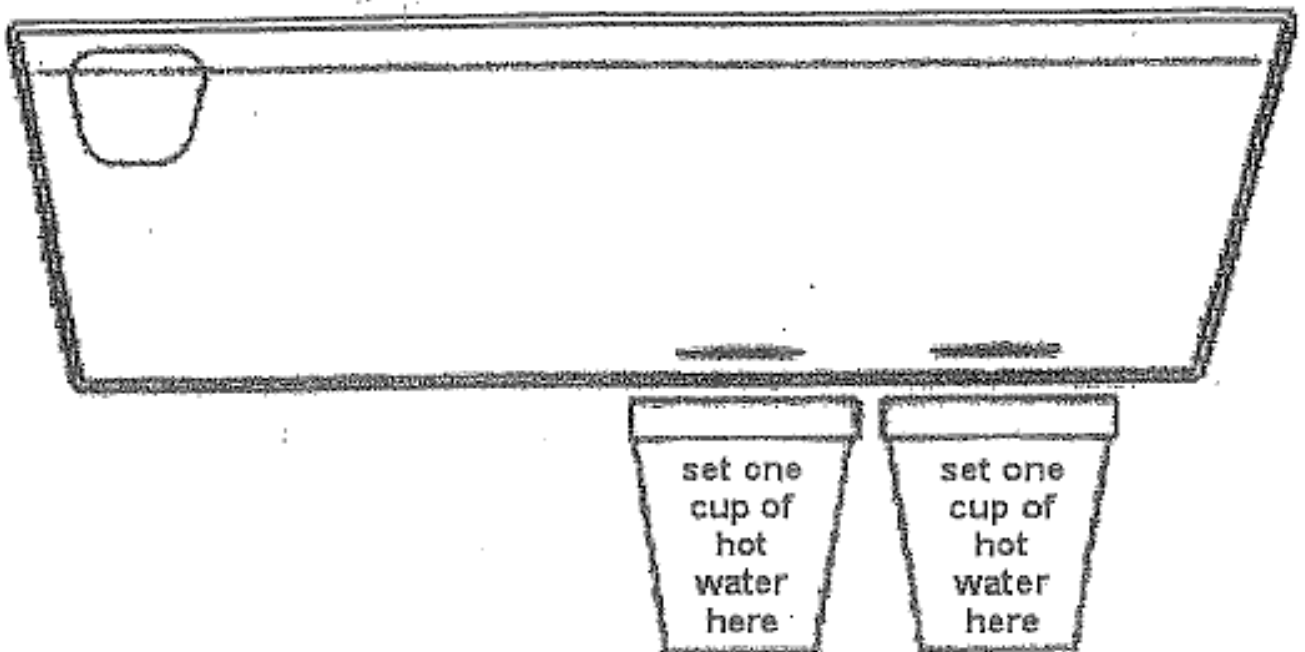 set one
cup of
hot
water
here
set one
cup of
hot
water
here